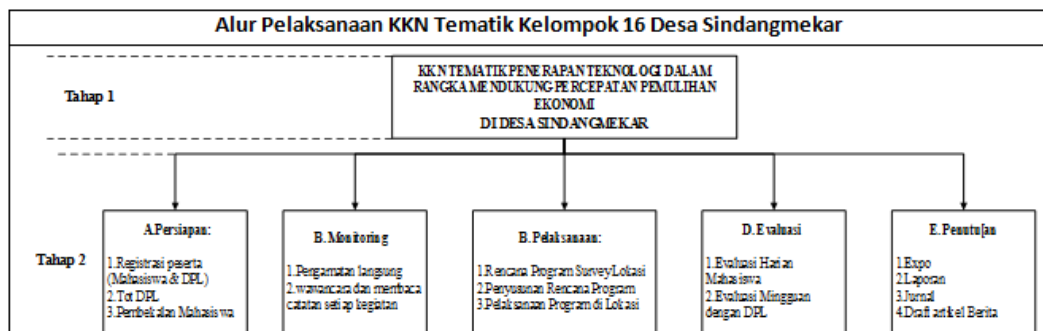 Alur Pelaksanaan KKN Tematik Kelompok 16 Desa Sindangmekar
Tahap 1
KKN TEMATIK PENERAPAN TEKNOLOGI DALAM
RANGKA MENDUKUNG PERCEPATAN PEMULIHAN
EKONOMI
DI DESA SINDANGMEKAR
Tahap 2
A.Persiapan:
1.Registrasi peserta
(Mahasiswa & DPL)
2.Tot DPL
3.Pembekalan Mahasiswa
B. Monitoring
1.Pengamatan langsung
2.wawancara dan membaca
catatan setiap kegiatan
B. Pelaksanaan:
1.Rencana Program Survey Lokasi
2.Penyusunan Rencana Program
3.Pelaksanaan Program di Lokasi
D. Evaluasi
1.Evaluasi Harian
Mahasiswa
2.Evaluasi Mingguan
dengan DPL
E. Penutujan
1.Expo
2.Laporan
3.Jurnal
4.Draft artikel Berita